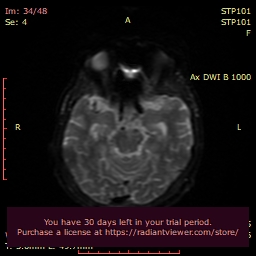 Im: 34/48
Se: 4
A
STP101
STP101
F
Ax DWI B 1000
R
L
You have 30 days left in your trial period.
Purchase a license at https://radiantviewer.com/store/